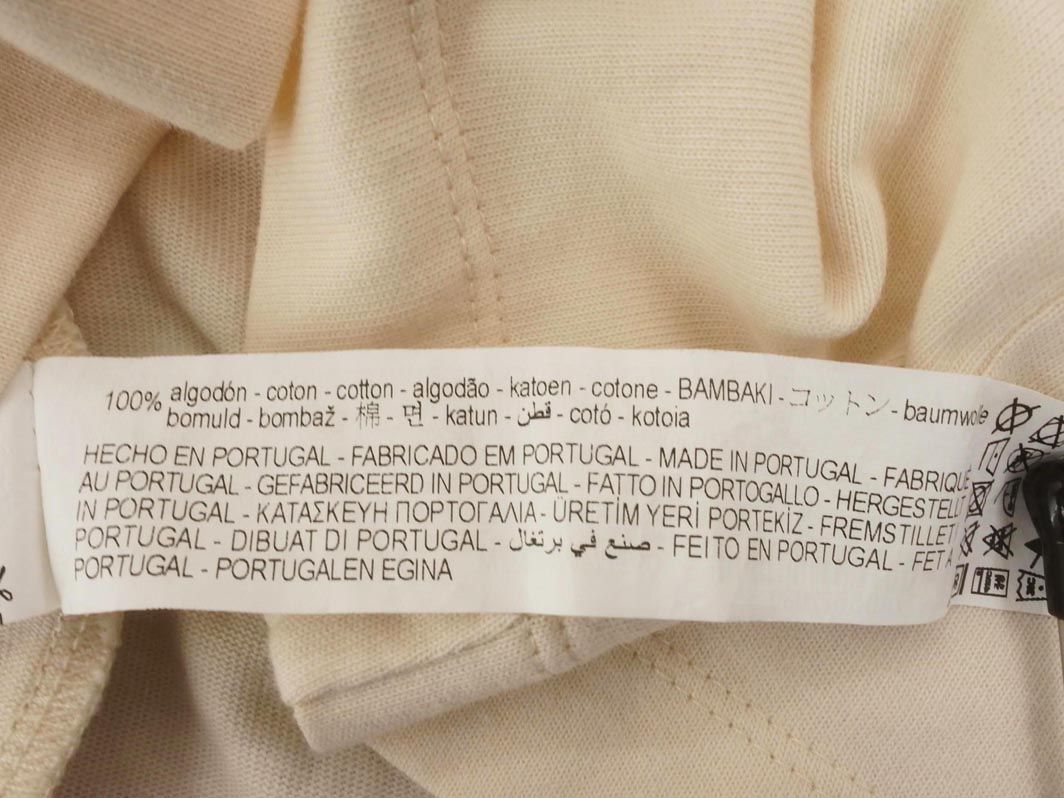 100% algodón - coton - cotton - algodão - katoen - cotone - BAMBAKI - コットン - baumwolle
bomuld - bombaž - 棉 - 면 - katun - قطن - cotó - kotoia
HECHO EN PORTUGAL - FABRICADO EM PORTUGAL - MADE IN PORTUGAL - FABRIQUÉ
AU PORTUGAL - GEFABRICEERD IN PORTUGAL - FATTO IN PORTOGALLO - HERGESTELLT
IN PORTUGAL - ΚΑΤΑΣΚΕΥΗ ΠΟΡΤΟΓΑΛΙΑ - ÜRETİM YERİ PORTEKİZ - FREMSTILLET I
PORTUGAL - DIBUAT DI PORTUGAL - صنع في برتغال - FEITO EN PORTUGAL - FET A
PORTUGAL - PORTUGALEN EGINA